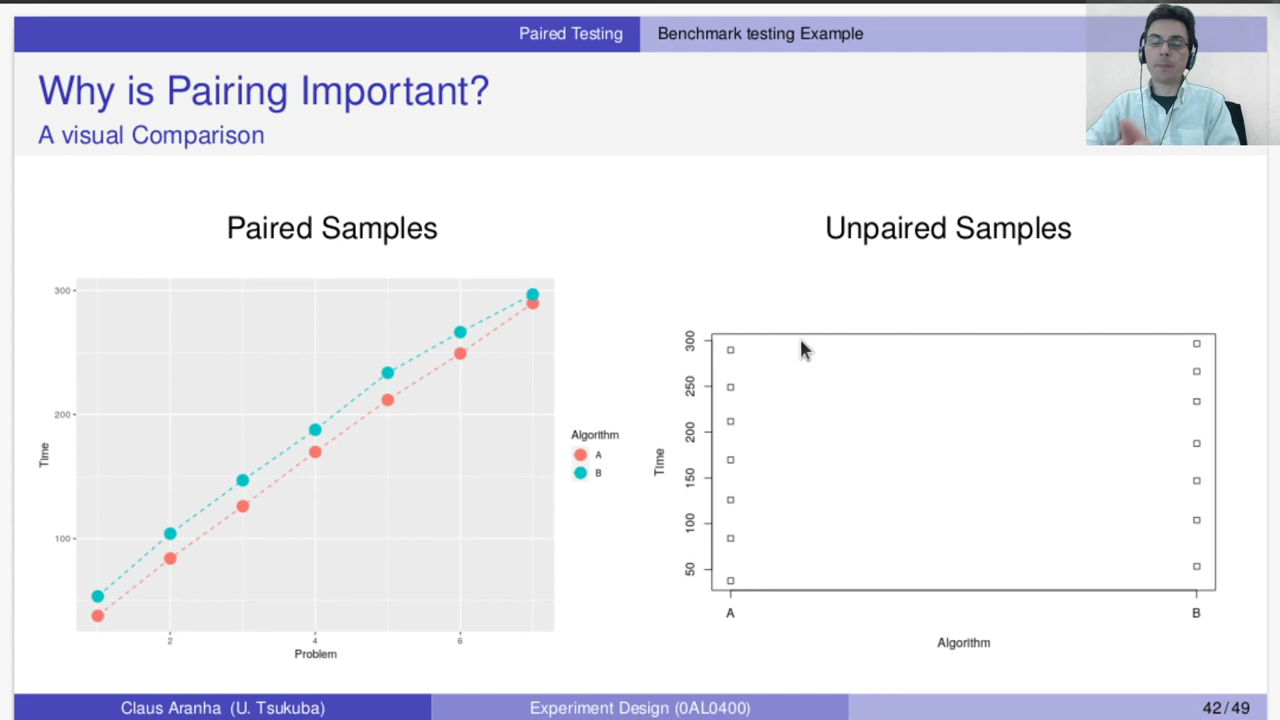 Paired Testing
Benchmark testing Example
Why is Pairing Important?
A visual Comparison
Paired Samples
300
200
100
Time
2
4
6
Problem
Algorithm
A
B
Unpaired Samples
300
250
200
150
100
50
Time
A
B
Algorithm
Claus Aranha (U. Tsukuba)
Experiment Design (0AL0400)
42 / 49